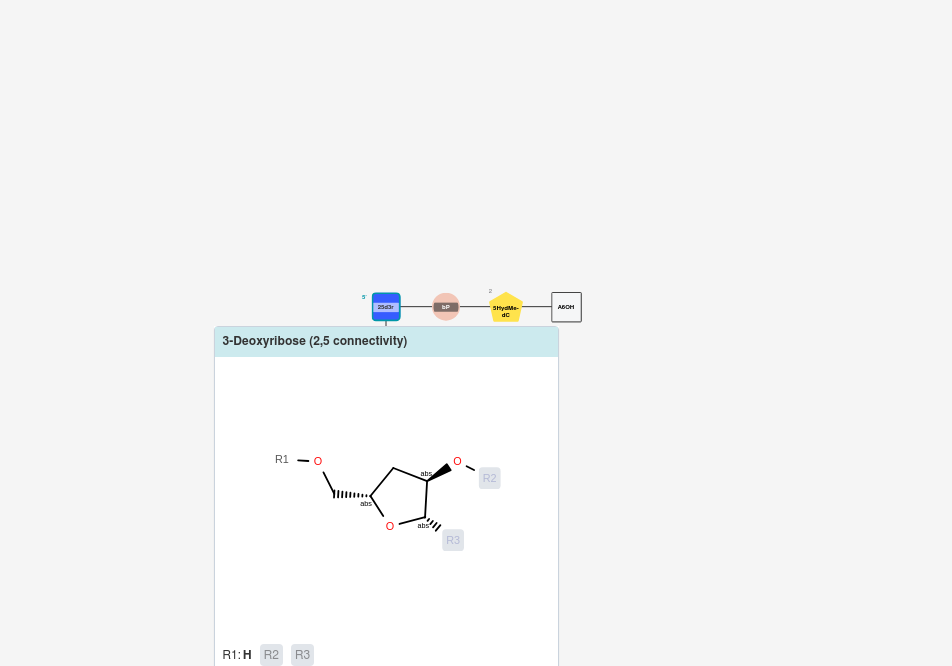 2
5'
25d3r
bP
5HydMe-
dC
A6OH
3-Deoxyribose (2,5 connectivity)
R1
O
O
abs
R2
abs
O
abs
R3
R1: H R2 R3